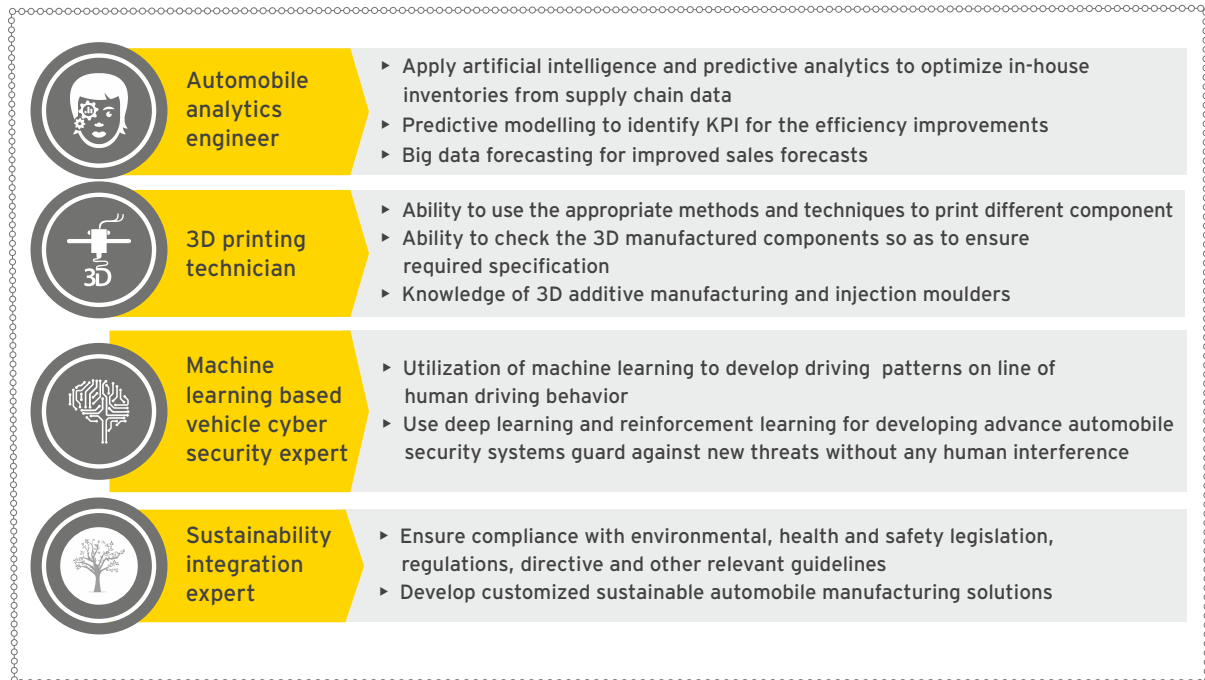 Automobile
analytics
engineer
▸ Apply artificial intelligence and predictive analytics to optimize in-house
inventories from supply chain data
▸ Predictive modelling to identify KPI for the efficiency improvements
▸ Big data forecasting for improved sales forecasts
3D
3D printing
technician
▸ Ability to use the appropriate methods and techniques to print different component
▸ Ability to check the 3D manufactured components so as to ensure
required specification
▸ Knowledge of 3D additive manufacturing and injection moulders
Machine
learning based
vehicle cyber
security expert
▸ Utilization of machine learning to develop driving patterns on line of
human driving behavior
▸ Use deep learning and reinforcement learning for developing advance automobile
security systems guard against new threats without any human interference
Sustainability
integration
expert
▸ Ensure compliance with environmental, health and safety legislation,
regulations, directive and other relevant guidelines
▸ Develop customized sustainable automobile manufacturing solutions